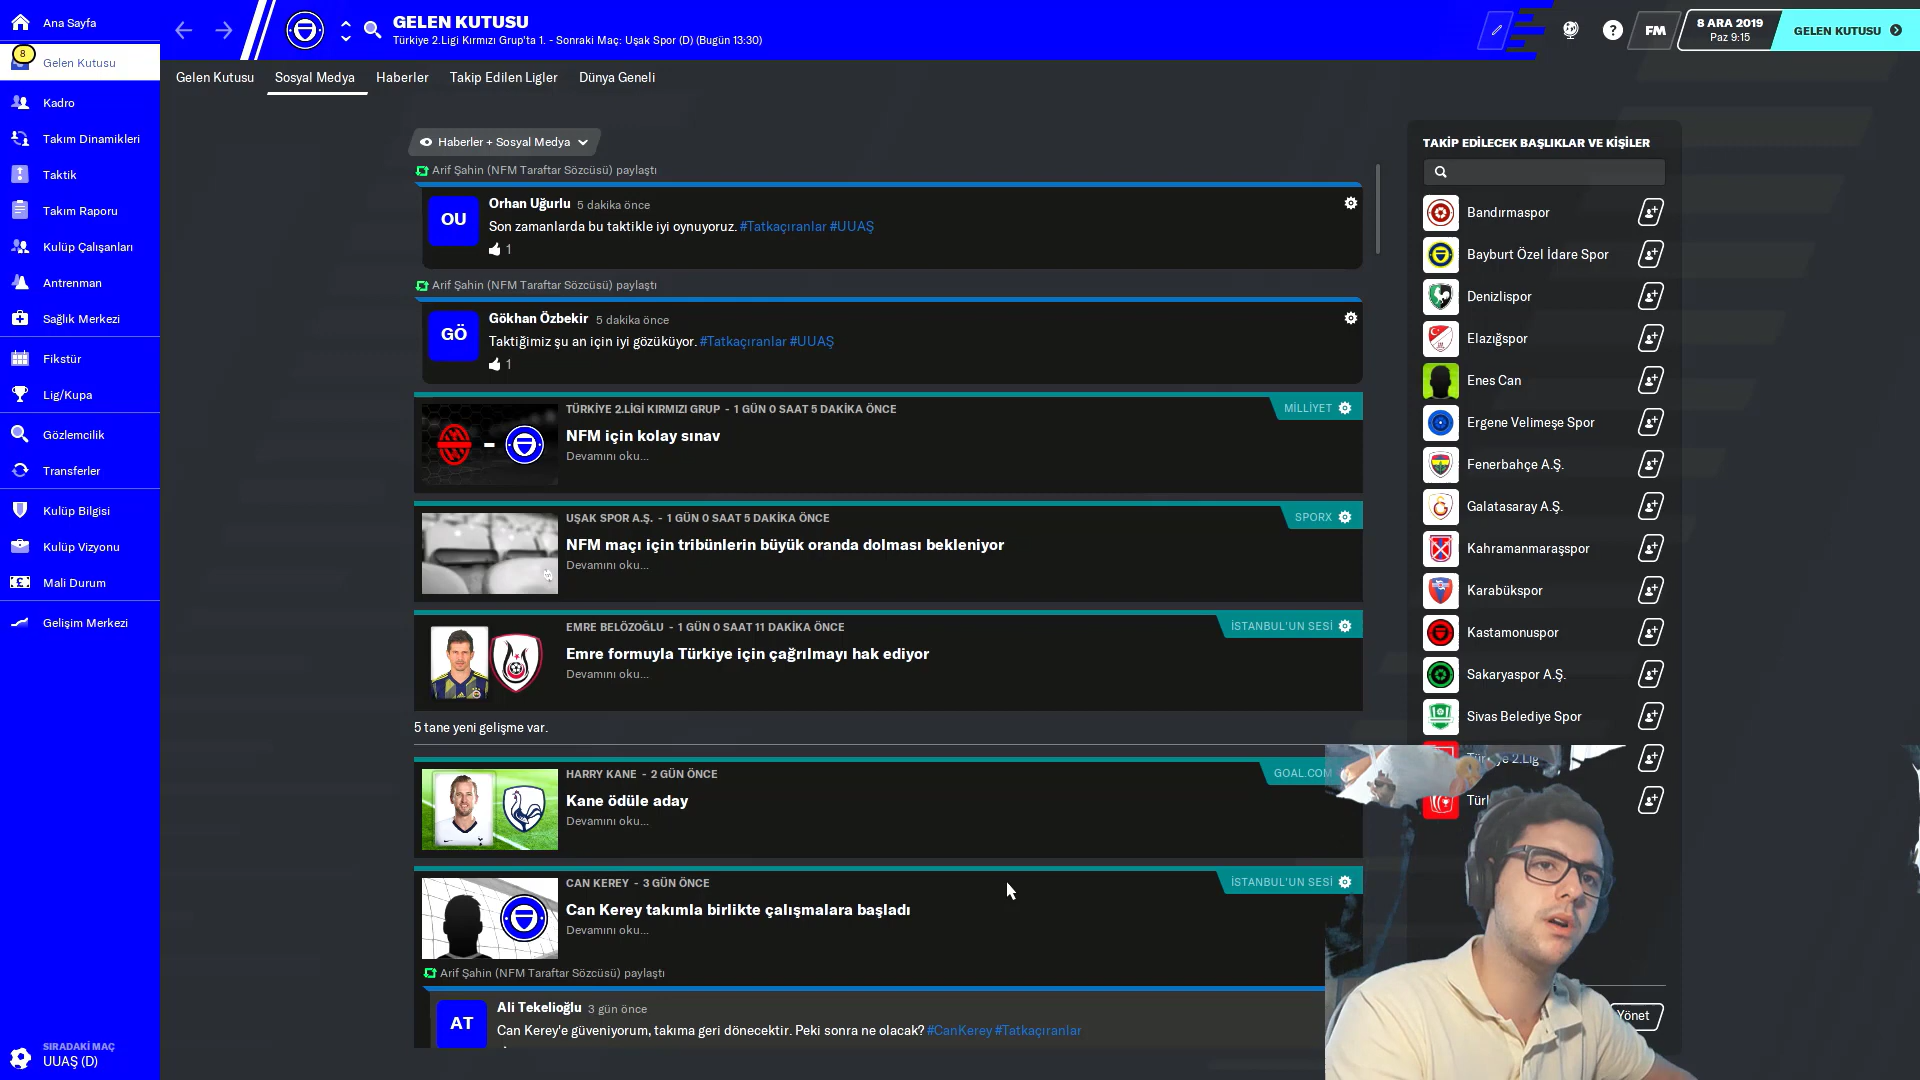 Ana Sayfa
8
Gelen Kutusu
Kadro
Takım Dinamikleri
Taktik
Takım Raporu
Kulüp Çalışanları
Antrenman
Sağlık Merkezi
Fikstür
Lig/Kupa
Gözlemcilik
Transferler
Kulüp Bilgisi
Kulüp Vizyonu
Mali Durum
Gelişim Merkezi
SIRADAKİ MAÇ
UUAŞ (D)
GELEN KUTUSU
Türkiye 2.Ligi Kırmızı Grup'ta 1. - Sonraki Maç: Uşak Spor (D) (Bugün 13:30)
FM
8 ARA 2019
Paz 9:15
GELEN KUTUSU
Gelen Kutusu Sosyal Medya Haberler Takip Edilen Ligler Dünya Geneli
Haberler + Sosyal Medya
Arif Şahin (NFM Taraftar Sözcüsü) paylaştı
OU
Orhan Uğurlu 5 dakika önce
Son zamanlarda bu taktikle iyi oynuyoruz. #Tatkaçıranlar #UUAŞ
1
Arif Şahin (NFM Taraftar Sözcüsü) paylaştı
GÖ
Gökhan Özbekir 5 dakika önce
Taktiğimiz şu an için iyi gözüküyor. #Tatkaçıranlar #UUAŞ
1
TÜRKİYE 2.LİGİ KIRMIZI GRUP - 1 GÜN 0 SAAT 5 DAKİKA ÖNCE
MİLLİYET
NFM için kolay sınav
Devamını oku...
UŞAK SPOR A.Ş. - 1 GÜN 0 SAAT 5 DAKİKA ÖNCE
SPORX
NFM maçı için tribünlerin büyük oranda dolması bekleniyor
Devamını oku...
EMRE BELÖZOĞLU - 1 GÜN 0 SAAT 11 DAKİKA ÖNCE
İSTANBUL'UN SESİ
Emre formuyla Türkiye için çağrılmayı hak ediyor
Devamını oku...
5 tane yeni gelişme var.
HARRY KANE - 2 GÜN ÖNCE
GOAL.COM
Kane ödüle aday
Devamını oku...
CAN KEREY - 3 GÜN ÖNCE
İSTANBUL'UN SESİ
Can Kerey takımla birlikte çalışmalara başladı
Devamını oku...
Arif Şahin (NFM Taraftar Sözcüsü) paylaştı
AT
Ali Tekelioğlu 3 gün önce
Can Kerey'e güveniyorum, takıma geri dönecektir. Peki sonra ne olacak? #CanKerey #Tatkaçıranlar
TAKİP EDİLECEK BAŞLIKLAR VE KİŞİLER
Bandırmaspor
Bayburt Özel İdare Spor
Denizlispor
Elazığspor
Enes Can
Ergene Velimeşe Spor
Fenerbahçe A.Ş.
Galatasaray A.Ş.
Kahramanmaraşspor
Karabükspor
Kastamonuspor
Sakaryaspor A.Ş.
Sivas Belediye Spor
Türkiye 2.Lig
Yönet